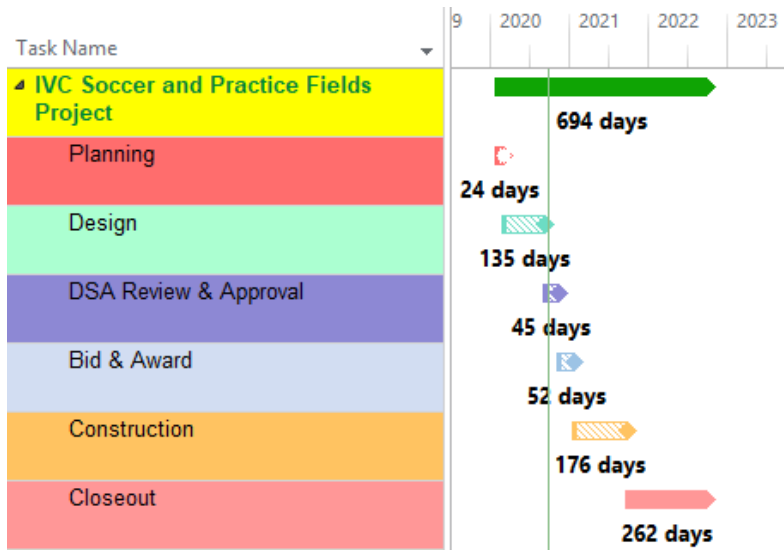 9 2020 2021 2022 2023
Task Name
IVC Soccer and Practice Fields
Project
694 days
Planning
24 days
Design
135 days
DSA Review & Approval
45 days
Bid & Award
52 days
Construction
176 days
Closeout
262 days